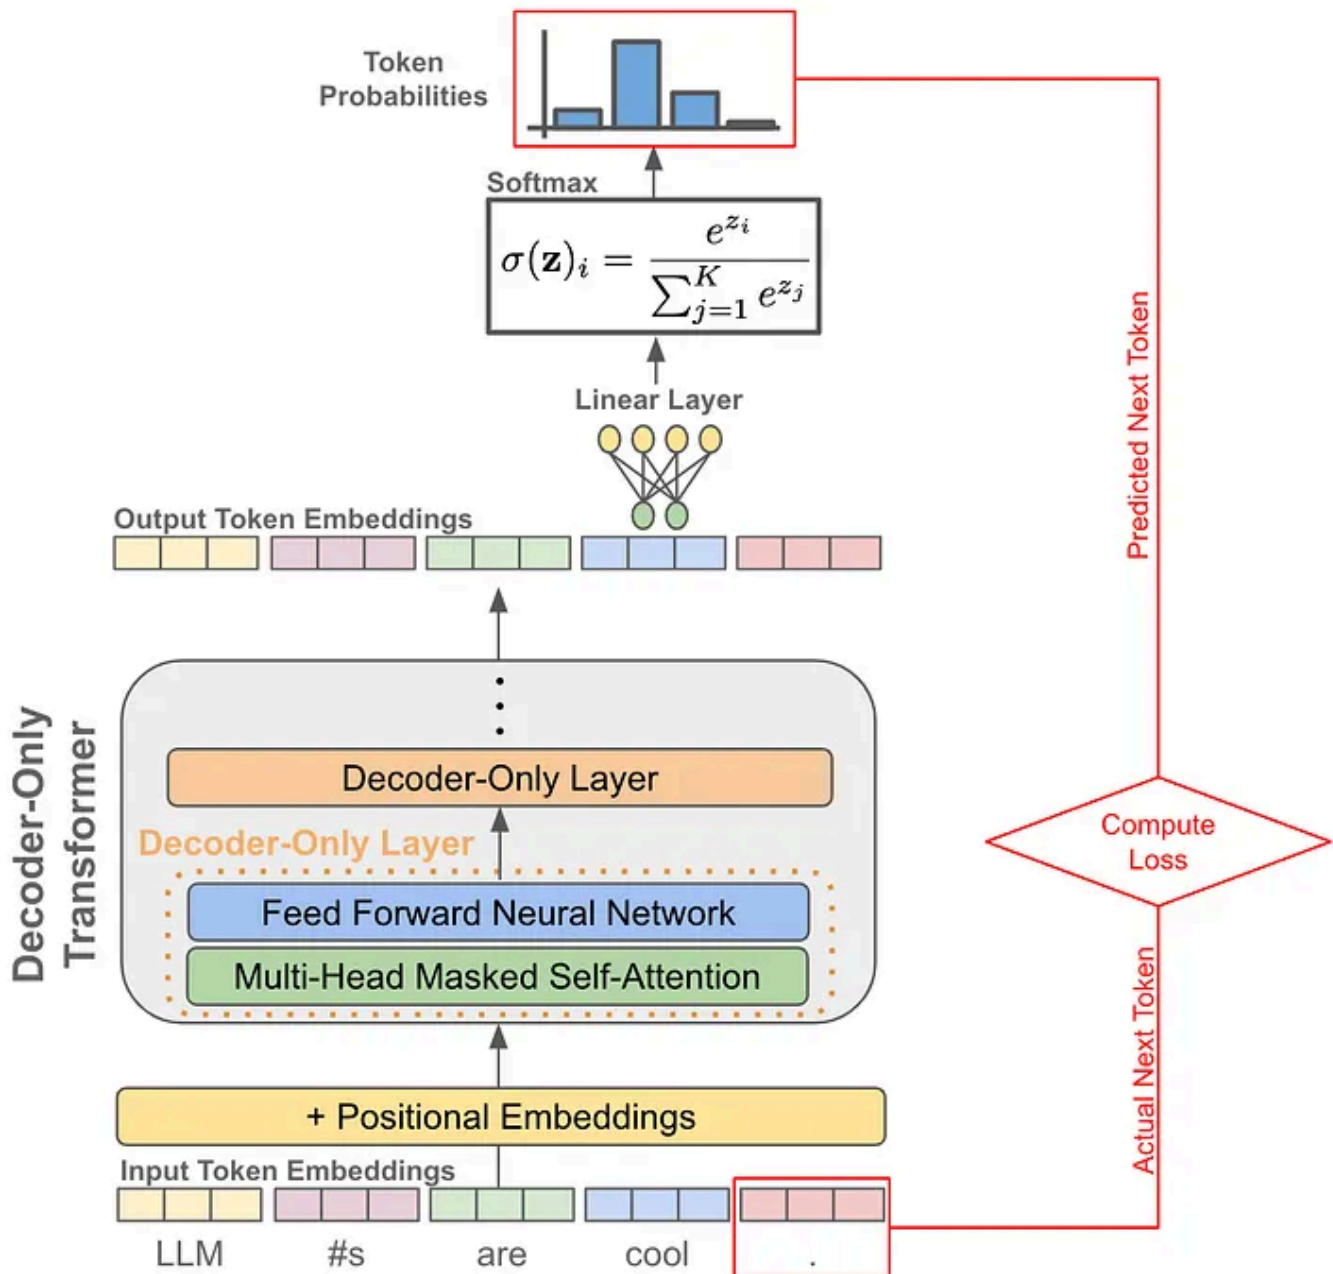 Token
Probabilities
Softmax
σ(z)ᵢ = e^{zᵢ} / ∑_{j=1}^{K} e^{zⱼ}
Linear Layer
Output Token Embeddings
Decoder-Only
Transformer
Decoder-Only Layer
Decoder-Only Layer
Feed Forward Neural Network
Multi-Head Masked Self-Attention
+ Positional Embeddings
Input Token Embeddings
LLM #s are cool .
Predicted Next Token
Compute
Loss
Actual Next Token